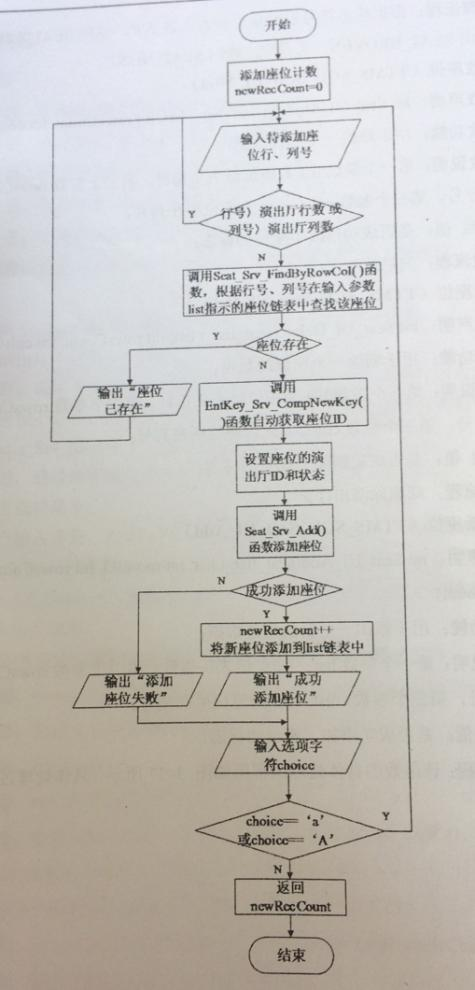 开始
添加座位计数
newRecCount=0
输入待添加座
位行、列号
Y
行号〉演出厅行数 或
列号〉演出厅列数
N
调用Seat_Srv_FindByRowCol()函
数，根据行号、列号在输入参数
list指示的座位链表中查找该座位
Y
座位存在
N
输出“座位
已存在”
调用
EntKey_Srv_CompNewKey(
)函数自动获取座位ID
设置座位的演
出厅ID和状态
调用
Seat_Srv_Add()
函数添加座位
N
成功添加座位
Y
newRecCount++
将新座位添加到list链表中
输出“添加
座位失败”
输出“成功
添加座位”
输入选项字
符choice
choice== ‘a’
或choice== ‘A’
Y
N
返回
newRecCount
结束